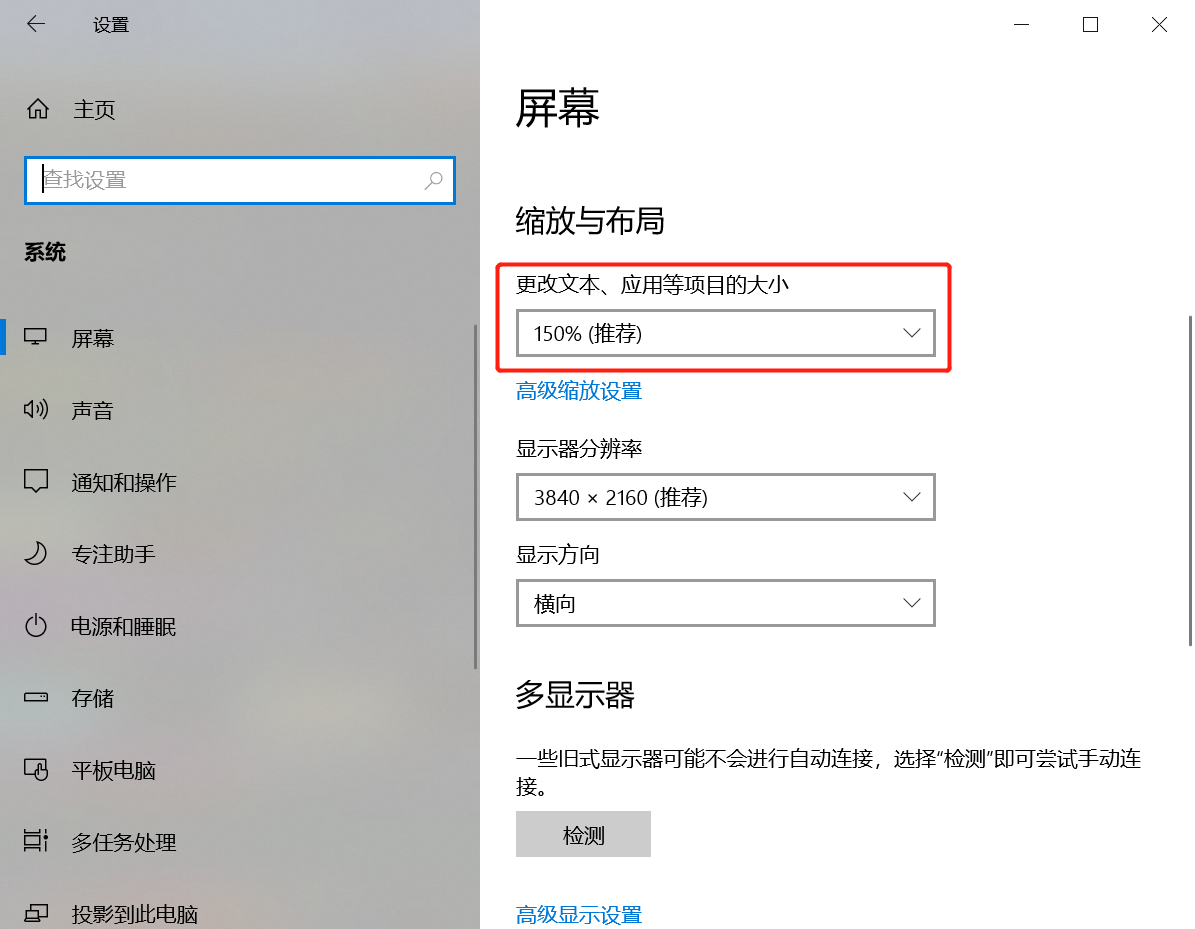 设置
主页
查找设置
系统
屏幕
声音
通知和操作
专注助手
电源和睡眠
存储
平板电脑
多任务处理
投影到此电脑
屏幕
缩放与布局
更改文本、应用等项目的大小
150% (推荐)
高级缩放设置
显示器分辨率
3840 × 2160 (推荐)
显示方向
横向
多显示器
一些旧式显示器可能不会进行自动连接，选择“检测”即可尝试手动连
接。
检测
高级显示设置